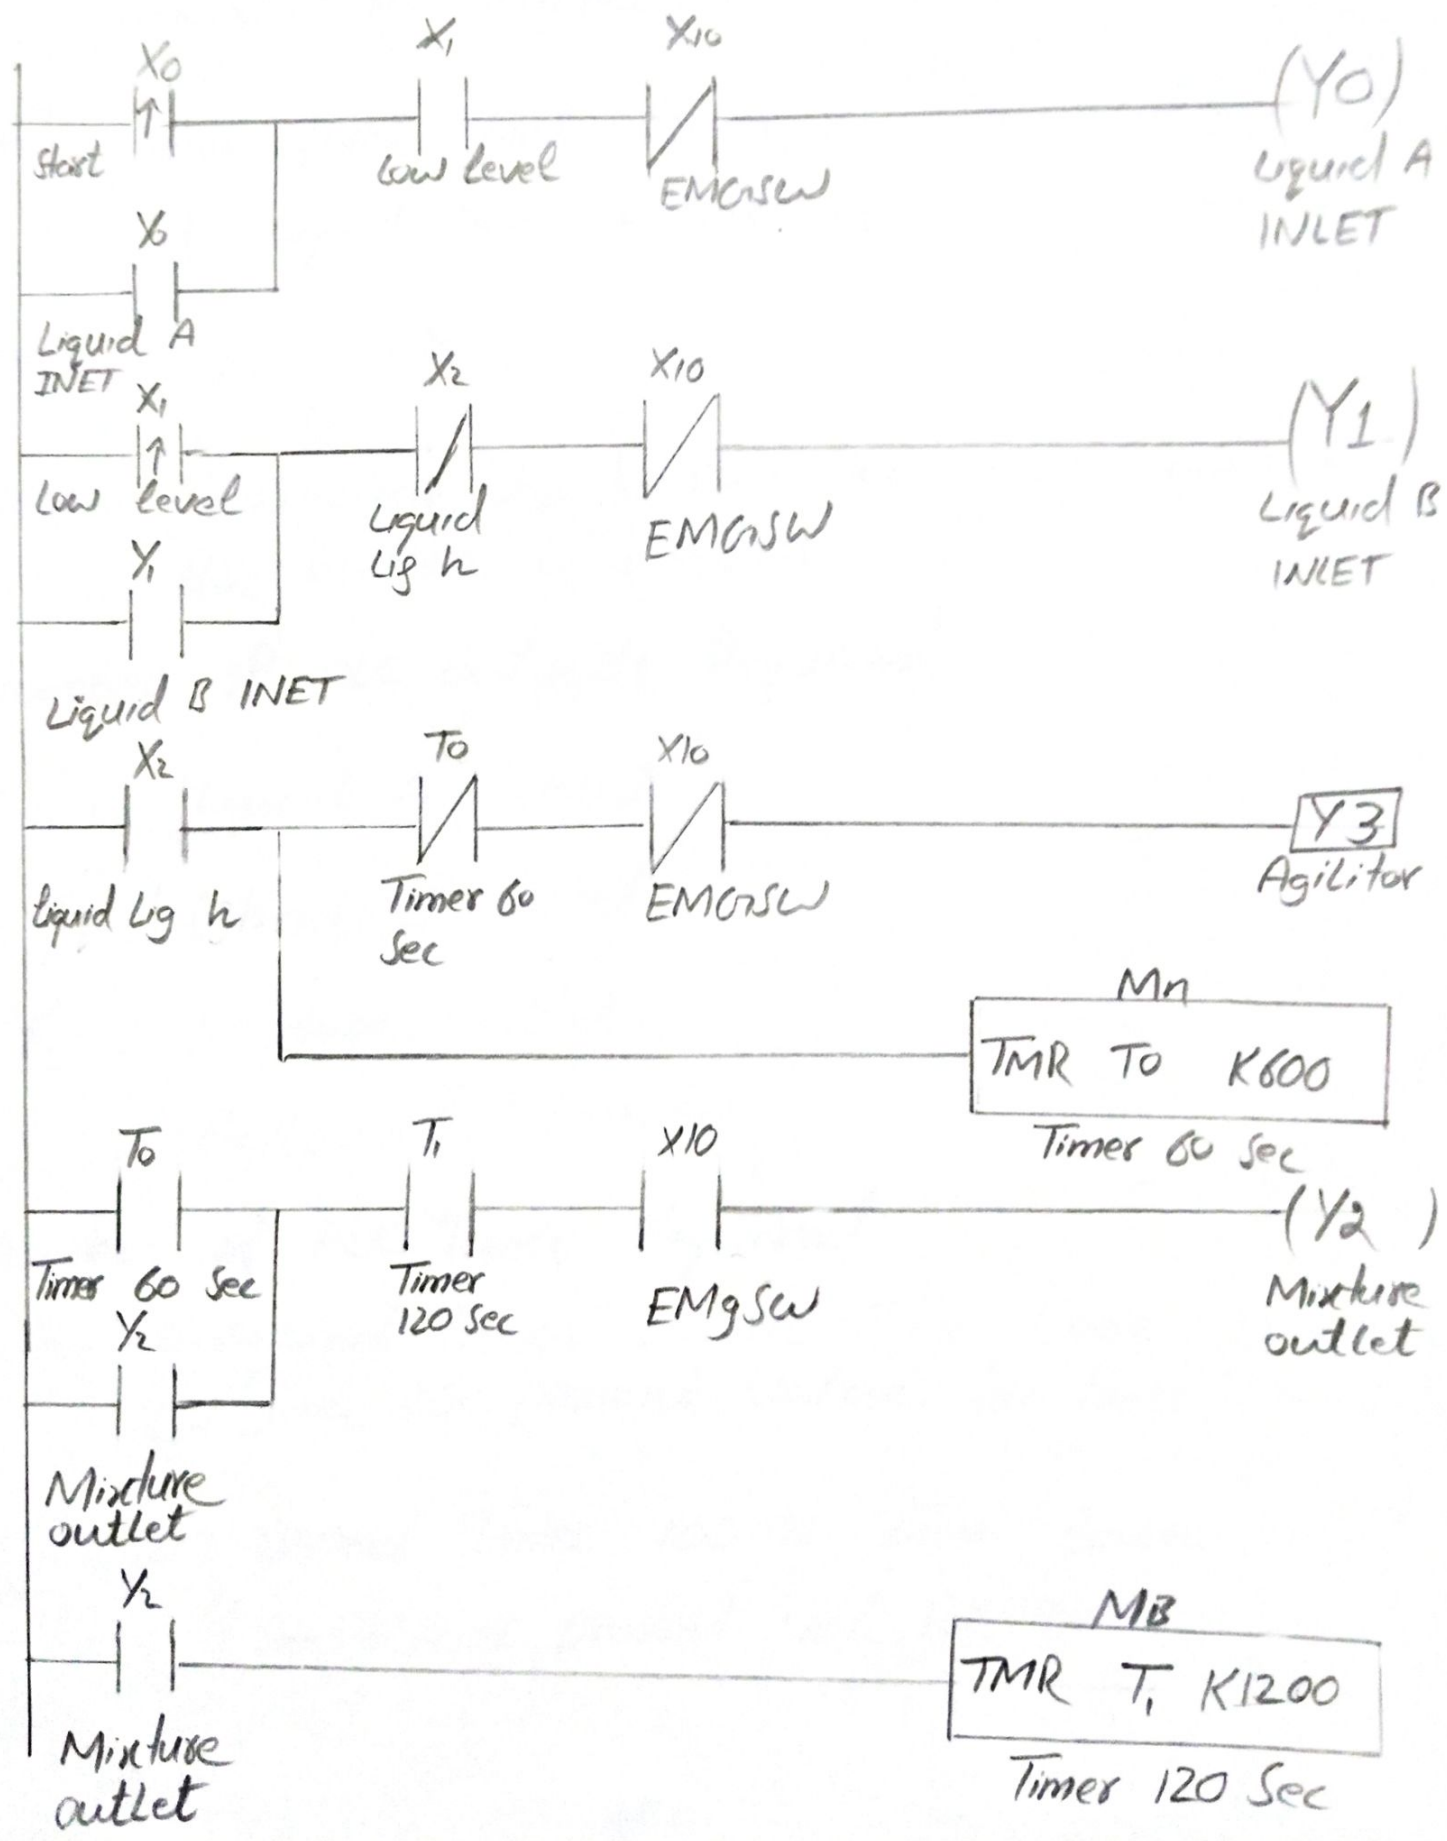 X0 X1 X10 (Y0)
Start Low level EMGSW Liquid A
INLET
Y0
Liquid A
INET
X1 X2 X10 (Y1)
Low level Liquid EMGSW Liquid B
Lig h INLET
Y1
Liquid B INET
X2 T0 X10 Y3
liquid Lig h Timer 60 EMGSW Agilitor
Sec
Mn
TMR T0 K600
Timer 60 Sec
T0 T1 X10 (Y2)
Timer 60 Sec Timer EMgSW Mixture
120 Sec outlet
Y2
Mixture
outlet
Y2 MB
TMR T1 K1200
Mixture Timer 120 Sec
outlet